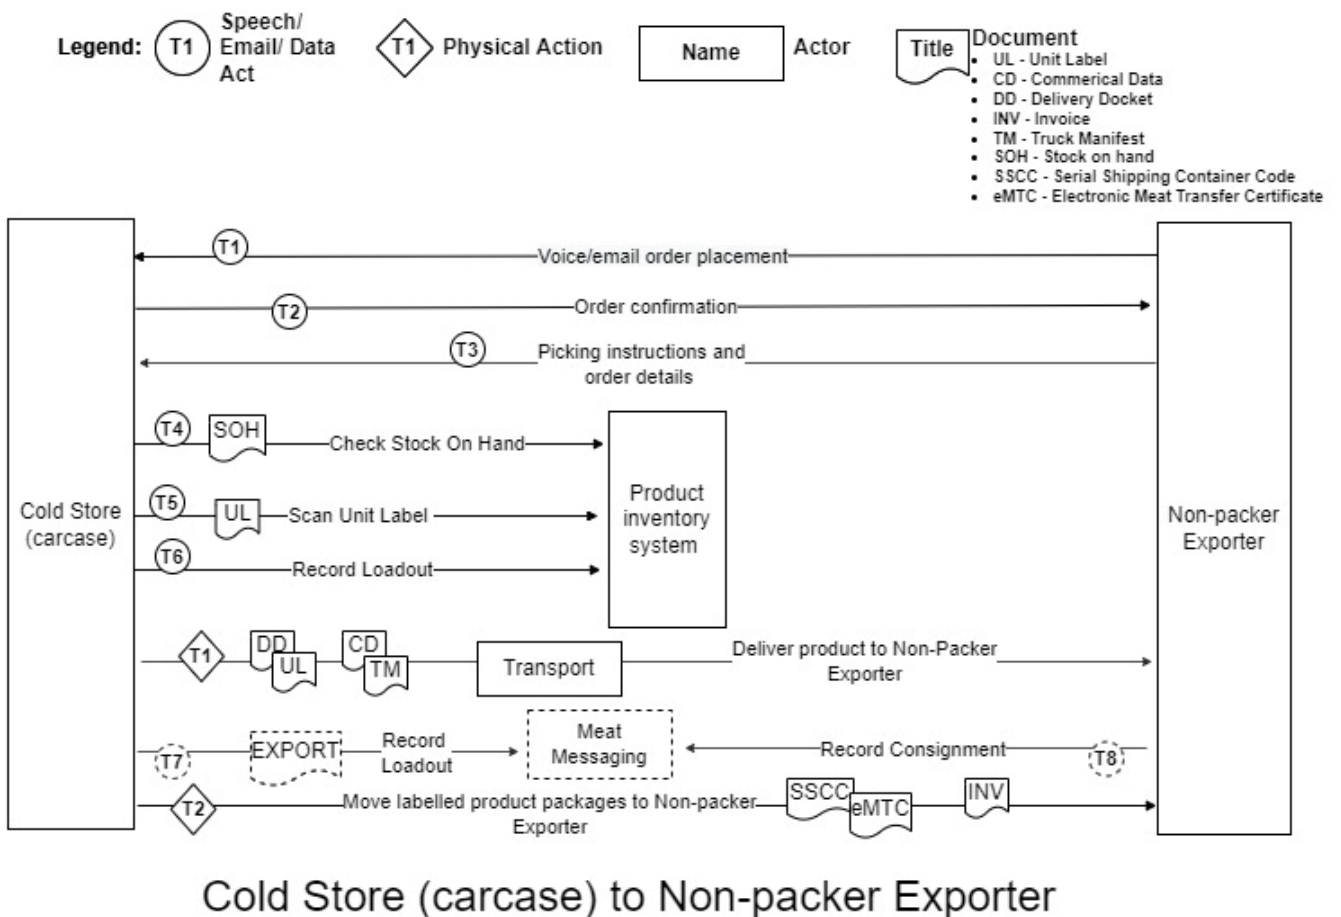 Legend:
T1
Speech/
Email/ Data
Act
T1
Physical Action
Name
Actor
Title
Document
• UL - Unit Label
• CD - Commerical Data
• DD - Delivery Docket
• INV - Invoice
• TM - Truck Manifest
• SOH - Stock on hand
• SSCC - Serial Shipping Container Code
• eMTC - Electronic Meat Transfer Certificate
Cold Store
(carcase)
Non-packer
Exporter
T1
Voice/email order placement
T2
Order confirmation
T3
Picking instructions and
order details
T4
SOH
Check Stock On Hand
T5
UL
Scan Unit Label
T6
Record Loadout
Product
inventory
system
T1
DD
UL
CD
TM
Transport
Deliver product to Non-Packer
Exporter
T7
EXPORT
Record
Loadout
Meat
Messaging
Record Consignment
T8
T2
Move labelled product packages to Non-packer
Exporter
SSCC
eMTC
INV
Cold Store (carcase) to Non-packer Exporter